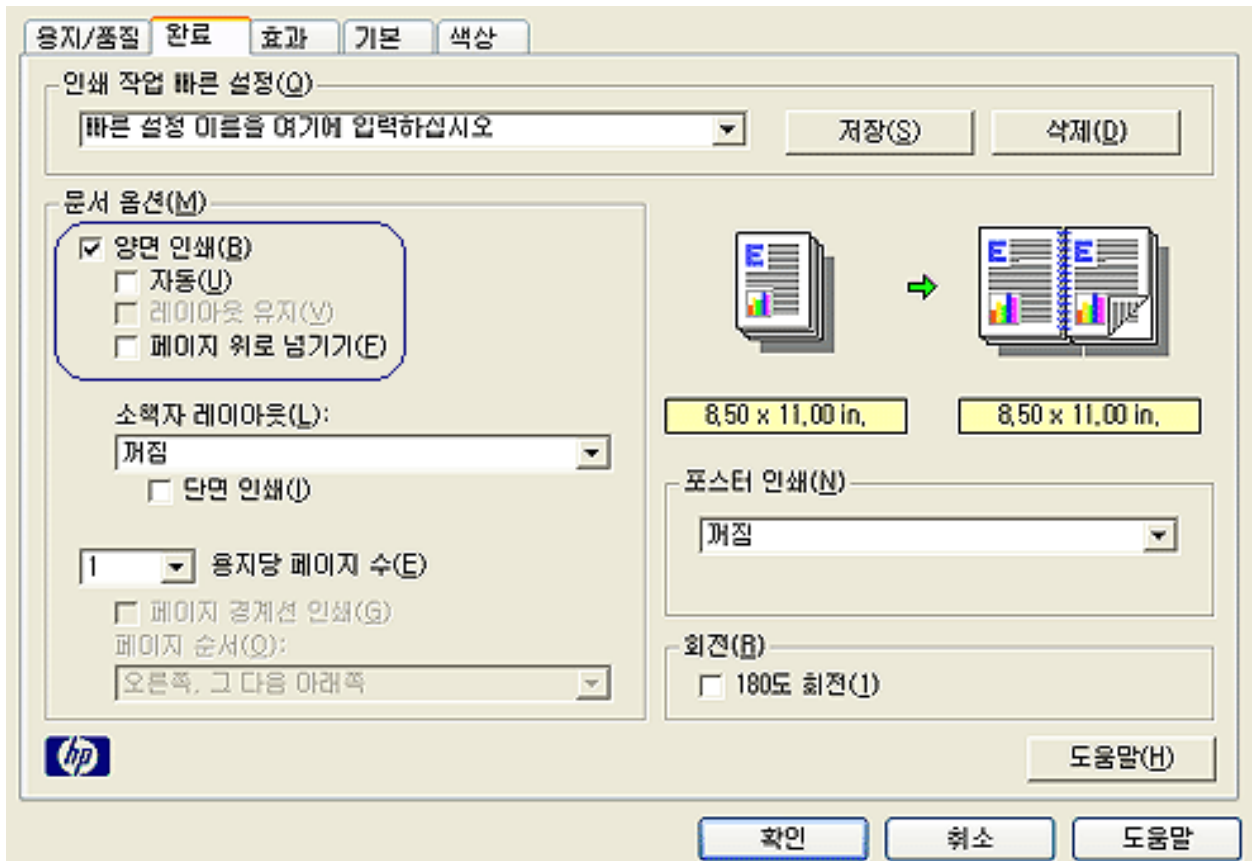 용지/품질 완료 효과 기본 색상
인쇄 작업 빠른 설정(Q)
빠른 설정 이름을 여기에 입력하십시오 저장(S) 삭제(D)
문서 옵션(M)
양면 인쇄(B)
자동(U)
레이아웃 유지(V)
페이지 위로 넘기기(F)
소책자 레이아웃(L):
꺼짐
단면 인쇄(I)
1 용지당 페이지 수(E)
페이지 경계선 인쇄(G)
페이지 순서(O):
오른쪽, 그 다음 아래쪽
E E E
8,50 x 11,00 in, 8,50 x 11,00 in,
포스터 인쇄(N)
꺼짐
회전(R)
180도 회전(1)
hp
도움말(H)
확인 취소 도움말